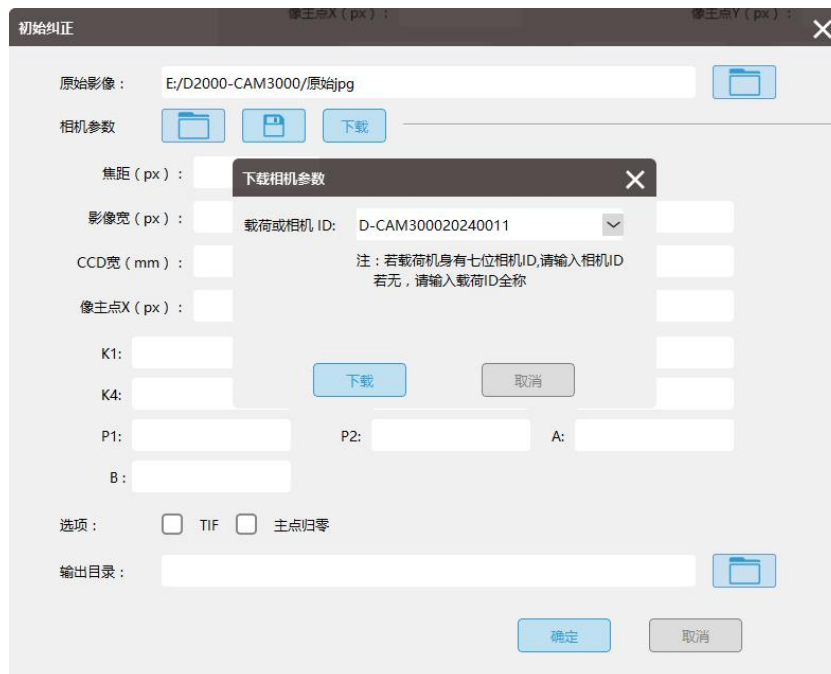 像主点X（px）: 像主点Y（px）:
初始纠正
原始影像： E:/D2000-CAM3000/原始jpg
相机参数 下载
焦距（px）:
下载相机参数
影像宽（px）:
载荷或相机 ID: D-CAM300020240011
CCD宽（mm）:
注：若载荷机身有七位相机ID,请输入相机ID
若无，请输入载荷ID全称
像主点X（px）:
K1:
下载 取消
K4:
P1: P2: A:
B：
选项： TIF 主点归零
输出目录：
确定 取消